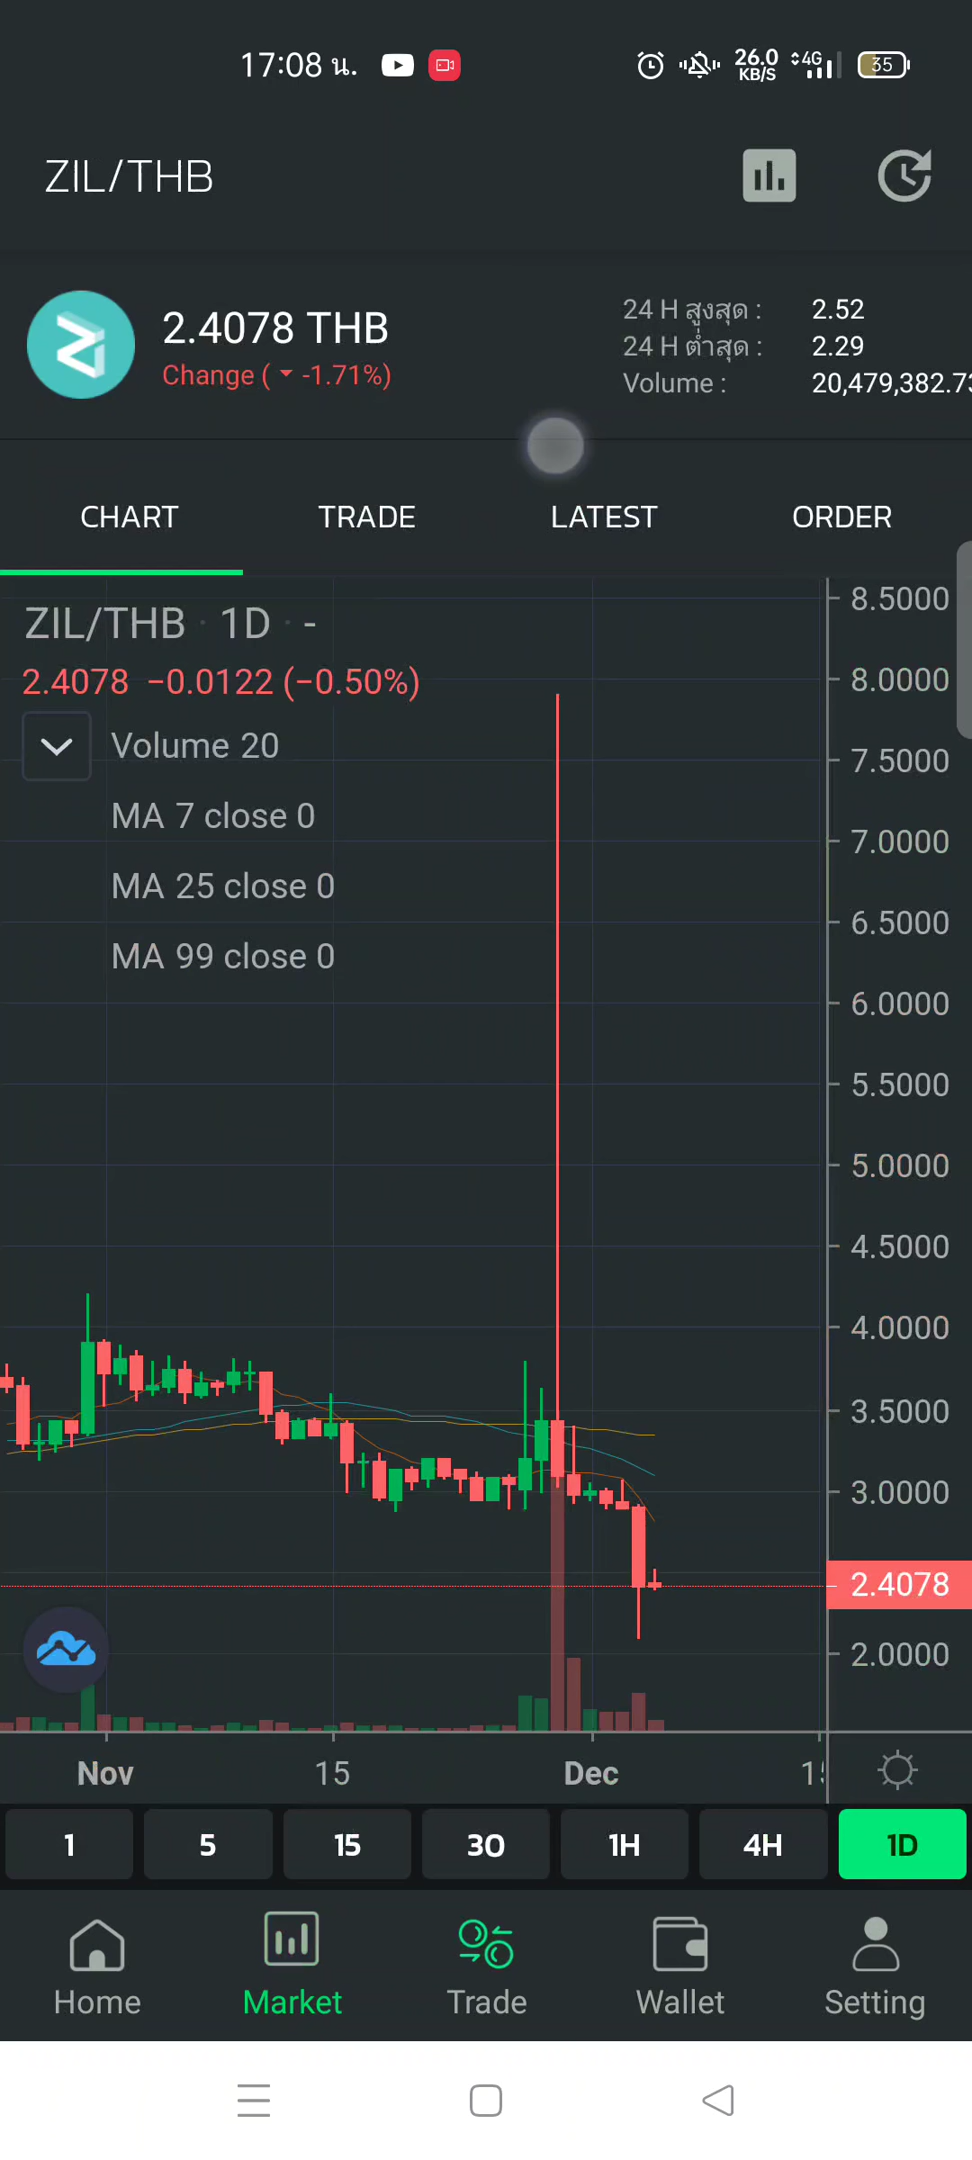 17:08 น. 26.0 KB/S 4G 35
ZIL/THB
2.4078 THB
Change ( -1.71%)
24 H สูงสุด : 2.52
24 H ต่ำสุด : 2.29
Volume : 20,479,382.73
CHART TRADE LATEST ORDER
ZIL/THB · 1D · -
2.4078 −0.0122 (−0.50%)
Volume 20
MA 7 close 0
MA 25 close 0
MA 99 close 0
8.5000
8.0000
7.5000
7.0000
6.5000
6.0000
5.5000
5.0000
4.5000
4.0000
3.5000
3.0000
2.4078
2.0000
Nov 15 Dec 15
1 5 15 30 1H 4H 1D
Home Market Trade Wallet Setting